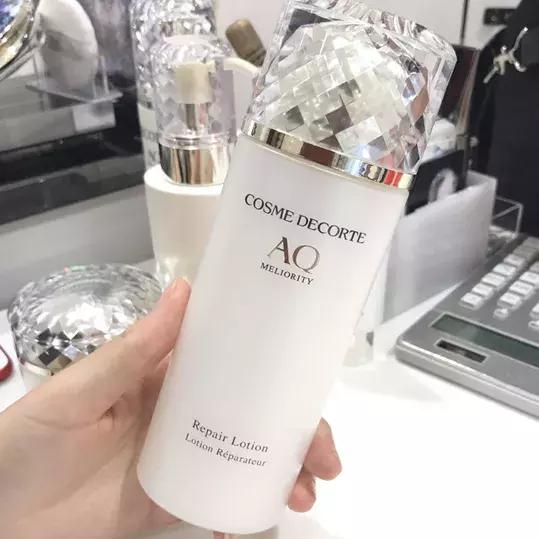 COSME DECORTE
AQ
MELIORITY
Repair Lotion
Lotion Réparateur